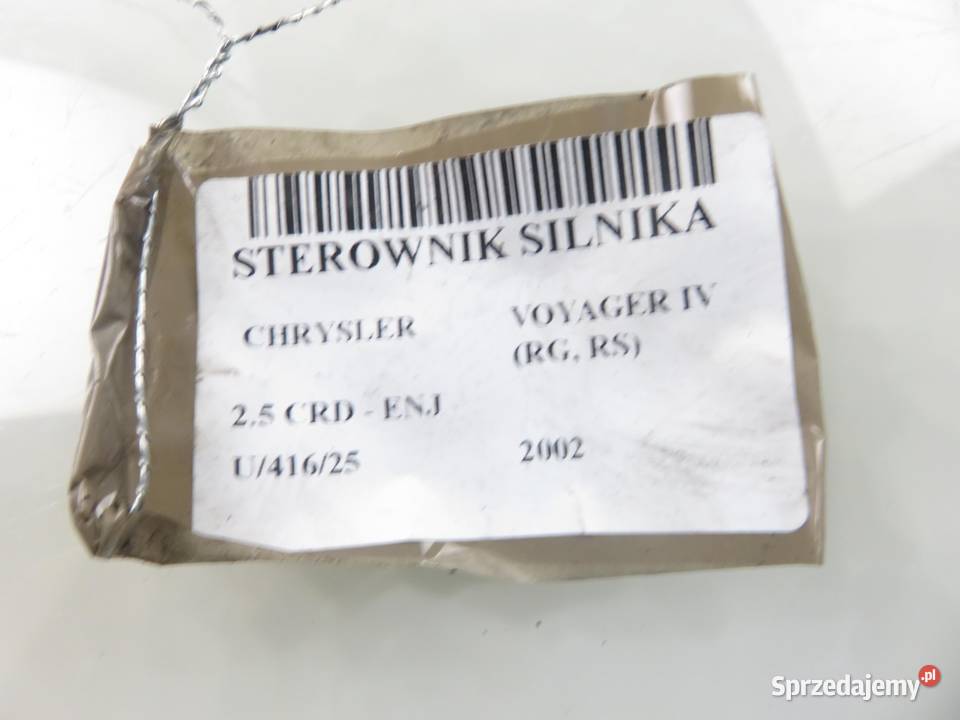 STEROWNIK SILNIKA
CHRYSLER VOYAGER IV
(RG, RS)
2.5 CRD - ENJ
U/416/25 2002
Sprzedajemy.pl